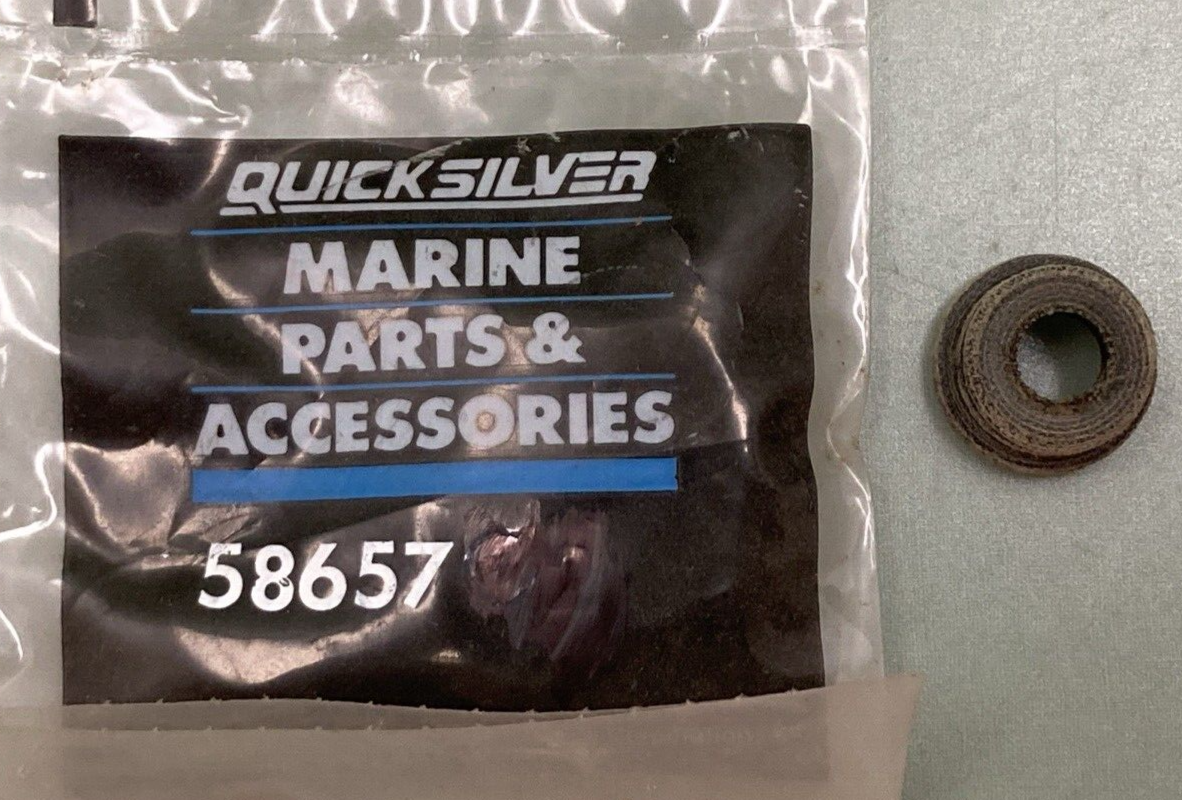 QUICKSILVER
MARINE
PARTS &
ACCESSORIES
58657